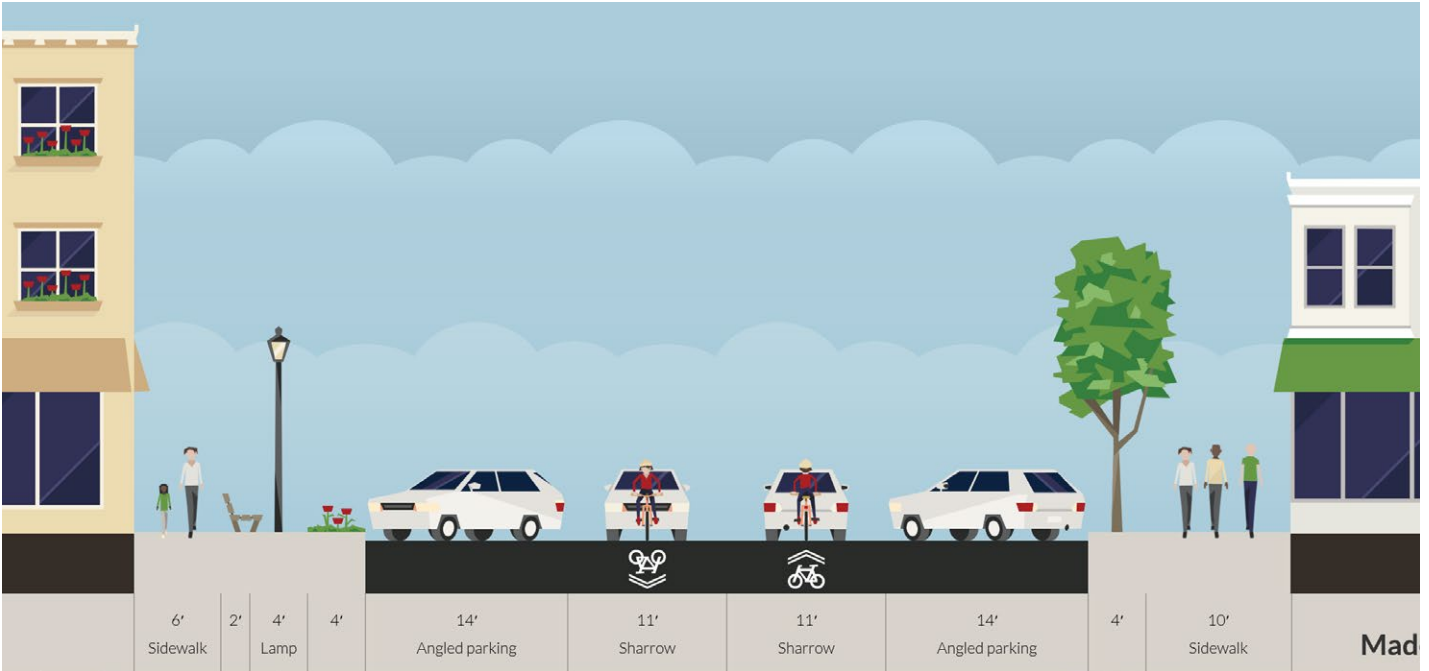 6′ 2′ 4′ 4′ 14′ 11′ 11′ 14′ 4′ 10′
Sidewalk Lamp Angled parking Sharrow Sharrow Angled parking Sidewalk
Mad